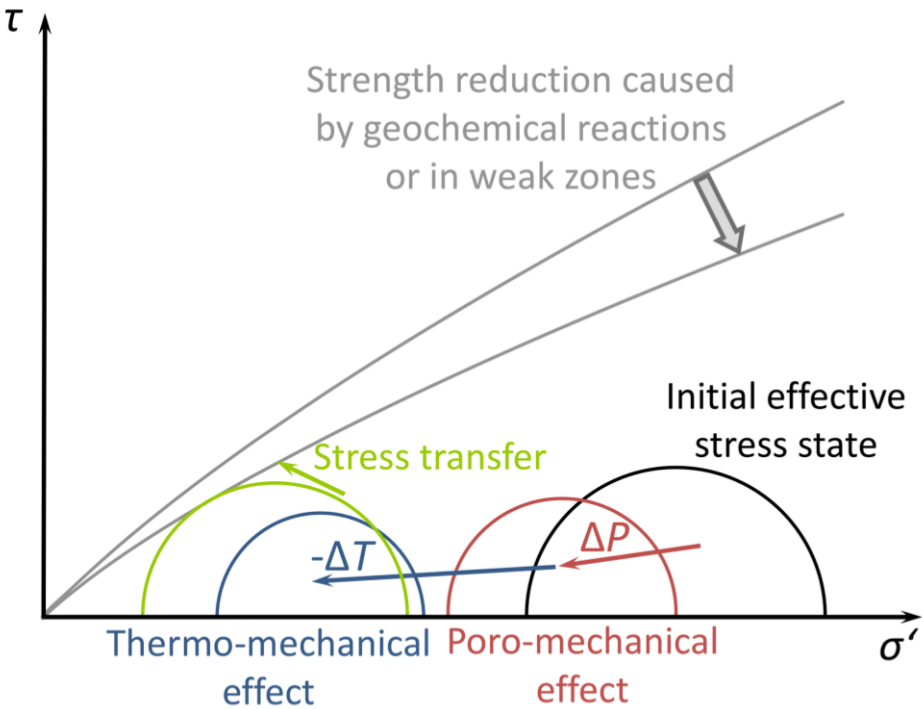 τ
Strength reduction caused
by geochemical reactions
or in weak zones
Initial effective
stress state
Stress transfer
ΔP
-ΔT
Thermo-mechanical
effect
Poro-mechanical
effect
σ‘